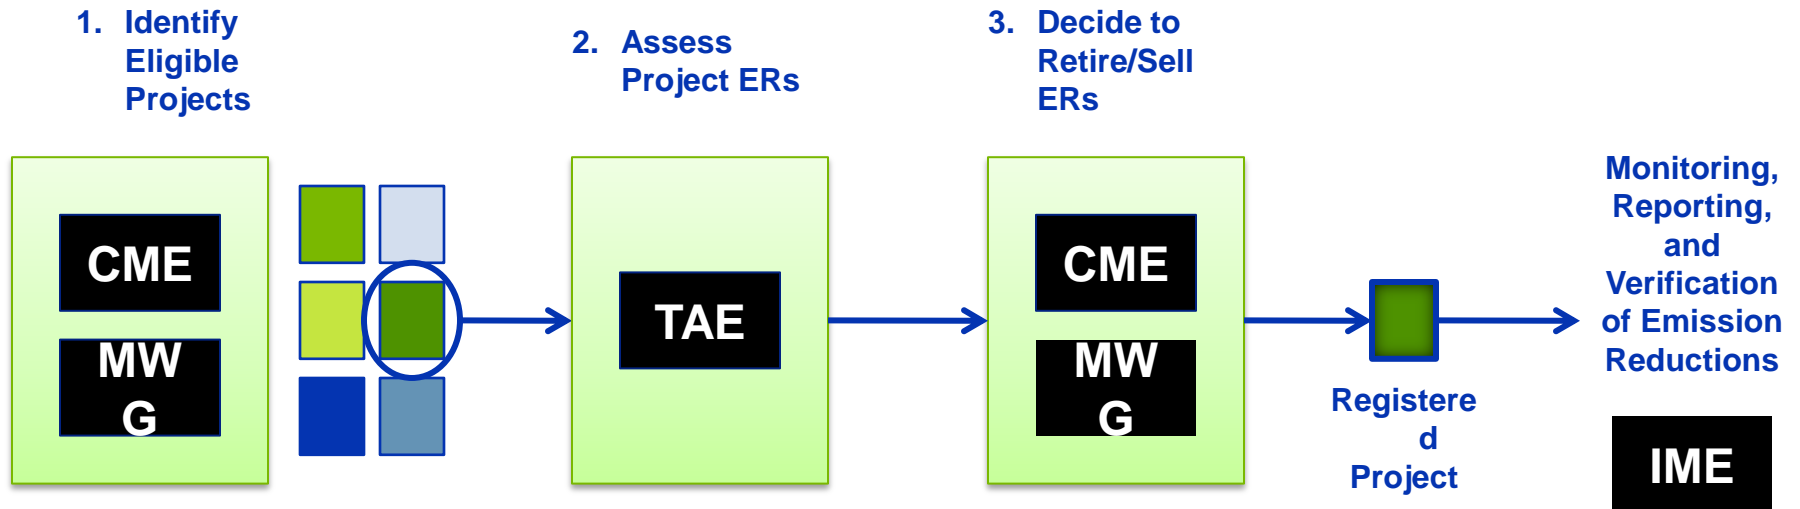 1. Identify
Eligible
Projects
2. Assess
Project ERs
3. Decide to
Retire/Sell
ERs
CME
MW
G
TAE
CME
MW
G
Registere
d
Project
Monitoring,
Reporting,
and
Verification
of Emission
Reductions
IME